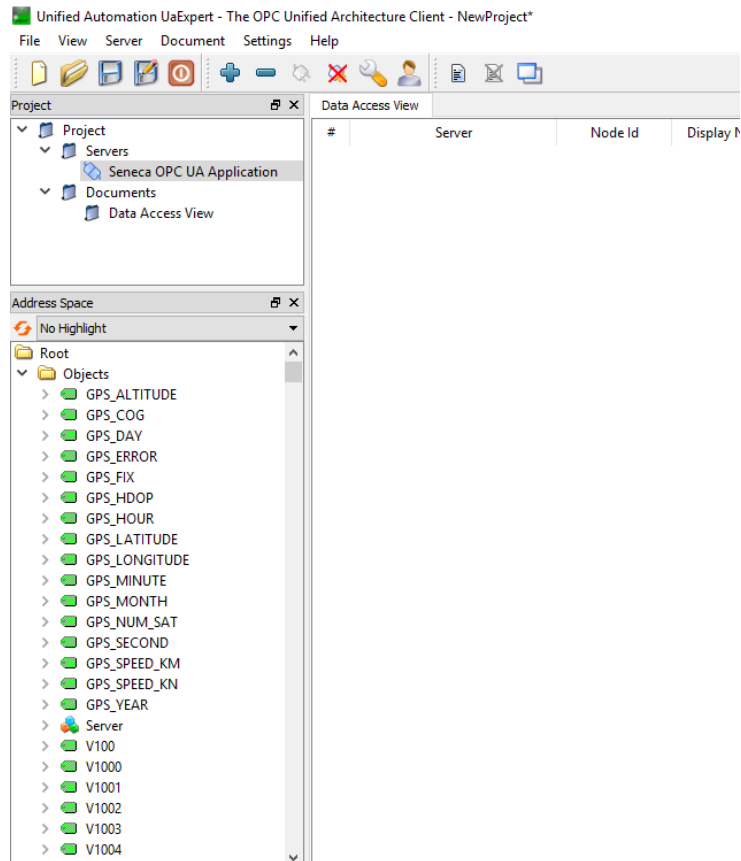 Unified Automation UaExpert - The OPC Unified Architecture Client - NewProject*
File View Server Document Settings Help
Project
Project
Servers
Seneca OPC UA Application
Documents
Data Access View
Address Space
No Highlight
Root
Objects
GPS_ALTITUDE
GPS_COG
GPS_DAY
GPS_ERROR
GPS_FIX
GPS_HDOP
GPS_HOUR
GPS_LATITUDE
GPS_LONGITUDE
GPS_MINUTE
GPS_MONTH
GPS_NUM_SAT
GPS_SECOND
GPS_SPEED_KM
GPS_SPEED_KN
GPS_YEAR
Server
V100
V1000
V1001
V1002
V1003
V1004
Data Access View
# Server Node Id Display N